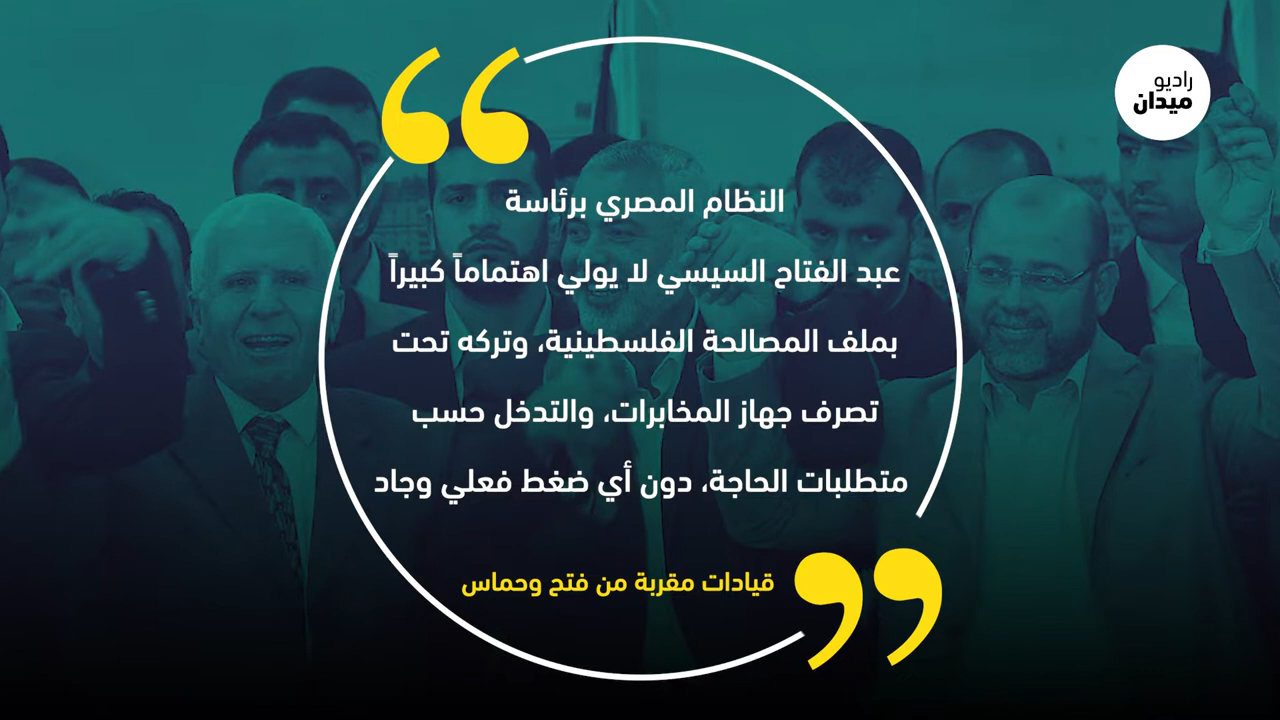 راديو
ميدان
النظام المصري برئاسة
عبد الفتاح السيسي لا يولي اهتماماً كبيراً
بملف المصالحة الفلسطينية، وتركه تحت
تصرف جهاز المخابرات، والتدخل حسب
متطلبات الحاجة، دون أي ضغط فعلي وجاد
قيادات مقربة من فتح وحماس